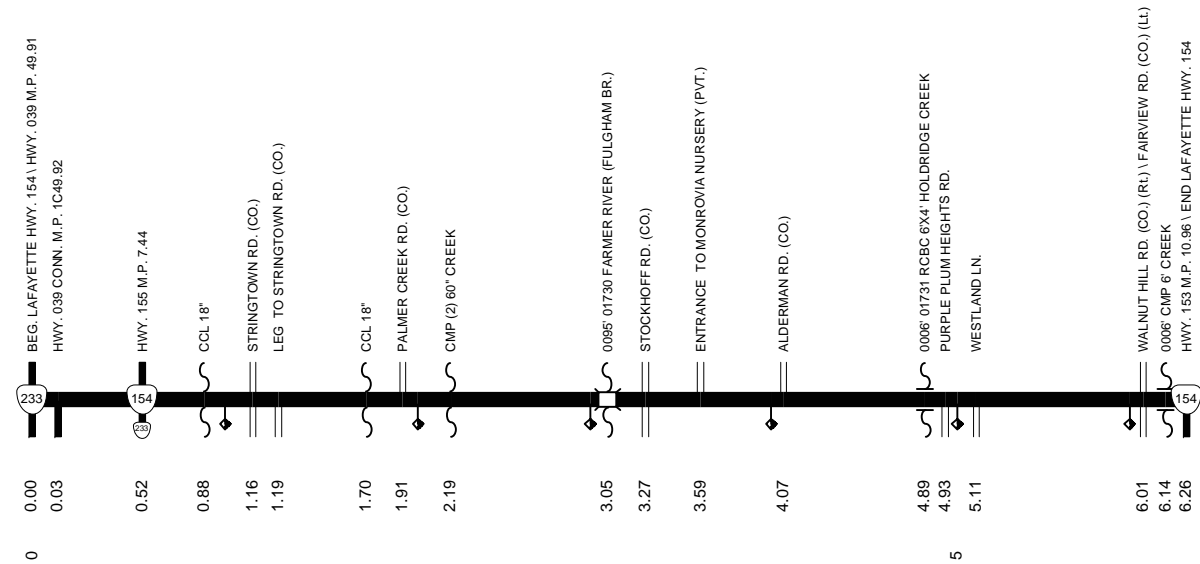 BEG. LAFAYETTE HWY. 154 \ HWY. 039 M.P. 49.91
HWY. 039 CONN. M.P. 1C49.92
HWY. 155 M.P. 7.44
CCL 18"
STRINGTOWN RD. (CO.)
LEG TO STRINGTOWN RD. (CO.)
CCL 18"
PALMER CREEK RD. (CO.)
CMP (2) 60" CREEK
0095' 01730 FARMER RIVER (FULGHAM BR.)
STOCKHOFF RD. (CO.)
ENTRANCE TO MONROVIA NURSERY (PVT.)
ALDERMAN RD. (CO.)
0006' 01731 RCBC 6'X4' HOLDRIDGE CREEK
PURPLE PLUM HEIGHTS RD.
WESTLAND LN.
WALNUT HILL RD. (CO.) (Rt.) \ FAIRVIEW RD. (CO.) (Lt.)
0006' CMP 6' CREEK
HWY. 153 M.P. 10.96 \ END LAFAYETTE HWY. 154
233
154
233
154
0.00
0.03
0.52
0.88
1.16
1.19
1.70
1.91
2.19
3.05
3.27
3.59
4.07
4.89
4.93
5.11
6.01
6.14
6.26
0
5